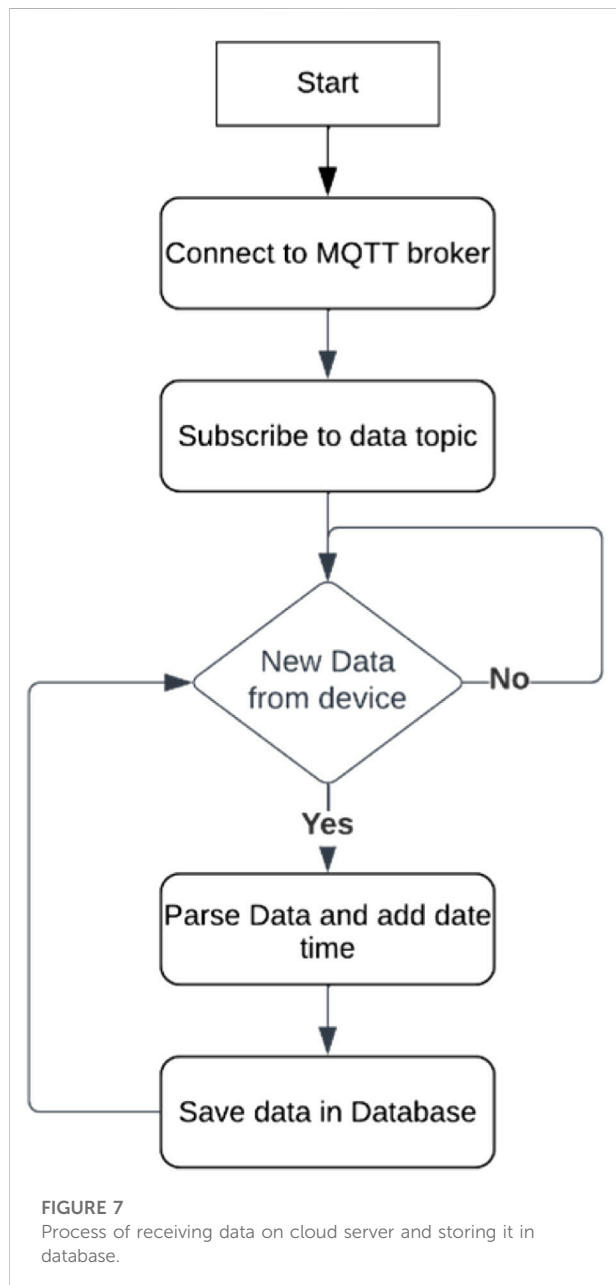 Start
Connect to MQTT broker
Subscribe to data topic
New Data
from device
No
Yes
Parse Data and add date
time
Save data in Database
FIGURE 7
Process of receiving data on cloud server and storing it in
database.